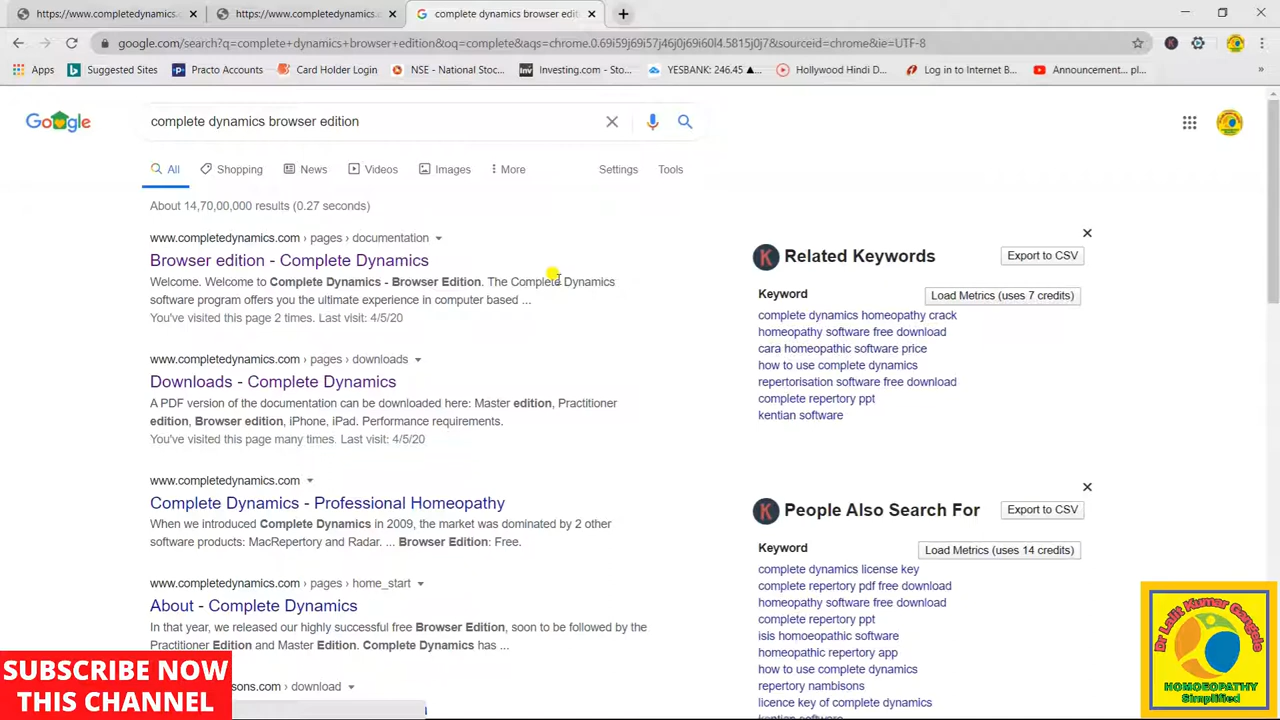 https://www.completedynamics.c
https://www.completedynamics.c
complete dynamics browser editi
google.com/search?q=complete+dynamics+browser+edition&oq=complete&aqs=chrome.0.69i59j69i57j46j0j69i60l4.5815j0j7&sourceid=chrome&ie=UTF-8
Apps
Suggested Sites
Practo Accoun...
Card Holder Login
NSE - National Stoc...
Investing.com - Sto...
YESBANK: 246.45 ▲...
Hollywood Hindi D...
Log in to Internet B...
Announcement... pl...
»
Google
complete dynamics browser edition
All
Shopping
News
Videos
Images
More
Settings
Tools
About 14,70,00,000 results (0.27 seconds)
www.completedynamics.com › pages › documentation
Browser edition - Complete Dynamics
Welcome. Welcome to Complete Dynamics - Browser Edition. The Complete Dynamics
software program offers you the ultimate experience in computer based ...
You've visited this page 2 times. Last visit: 4/5/20
www.completedynamics.com › pages › downloads
Downloads - Complete Dynamics
A PDF version of the documentation can be downloaded here: Master edition, Practitioner
edition, Browser edition, iPhone, iPad. Performance requirements.
You've visited this page many times. Last visit: 4/5/20
www.completedynamics.com
Complete Dynamics - Professional Homeopathy
When we introduced Complete Dynamics in 2009, the market was dominated by 2 other
software products: MacRepertory and Radar. ... Browser Edition: Free.
www.completedynamics.com › pages › home_start
About - Complete Dynamics
In that year, we released our highly successful free Browser Edition, soon to be followed by the
Practitioner Edition and Master Edition. Complete Dynamics has ...
sons.com › download
K
Related Keywords
Export to CSV
Keyword
Load Metrics (uses 7 credits)
complete dynamics homeopathy crack
homeopathy software free download
cara homeopathic software price
how to use complete dynamics
repertorisation software free download
complete repertory ppt
kentian software
K
People Also Search For
Export to CSV
Keyword
Load Metrics (uses 14 credits)
complete dynamics license key
complete repertory pdf free download
homeopathy software free download
complete repertory ppt
isis homoeopathic software
homeopathic repertory app
how to use complete dynamics
repertory nambisons
licence key of complete dynamics
kentian software
SUBSCRIBE NOW
THIS CHANNEL
Dr Lalit Kumar Gangele
HOMOEOPATHY
Simplified